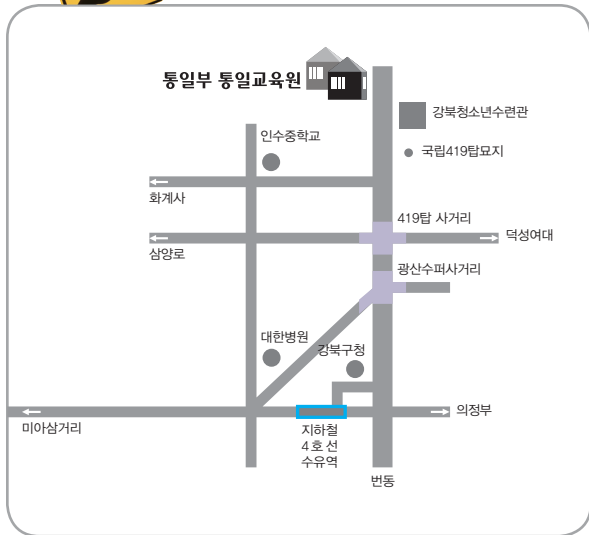 통일부 통일교육원
강북청소년수련관
인수중학교
국립419탑묘지
화계사
419탑 사거리
삼양로
덕성여대
광산수퍼사거리
대한병원
강북구청
의정부
미아삼거리
지하철
4호선
수유역
번동